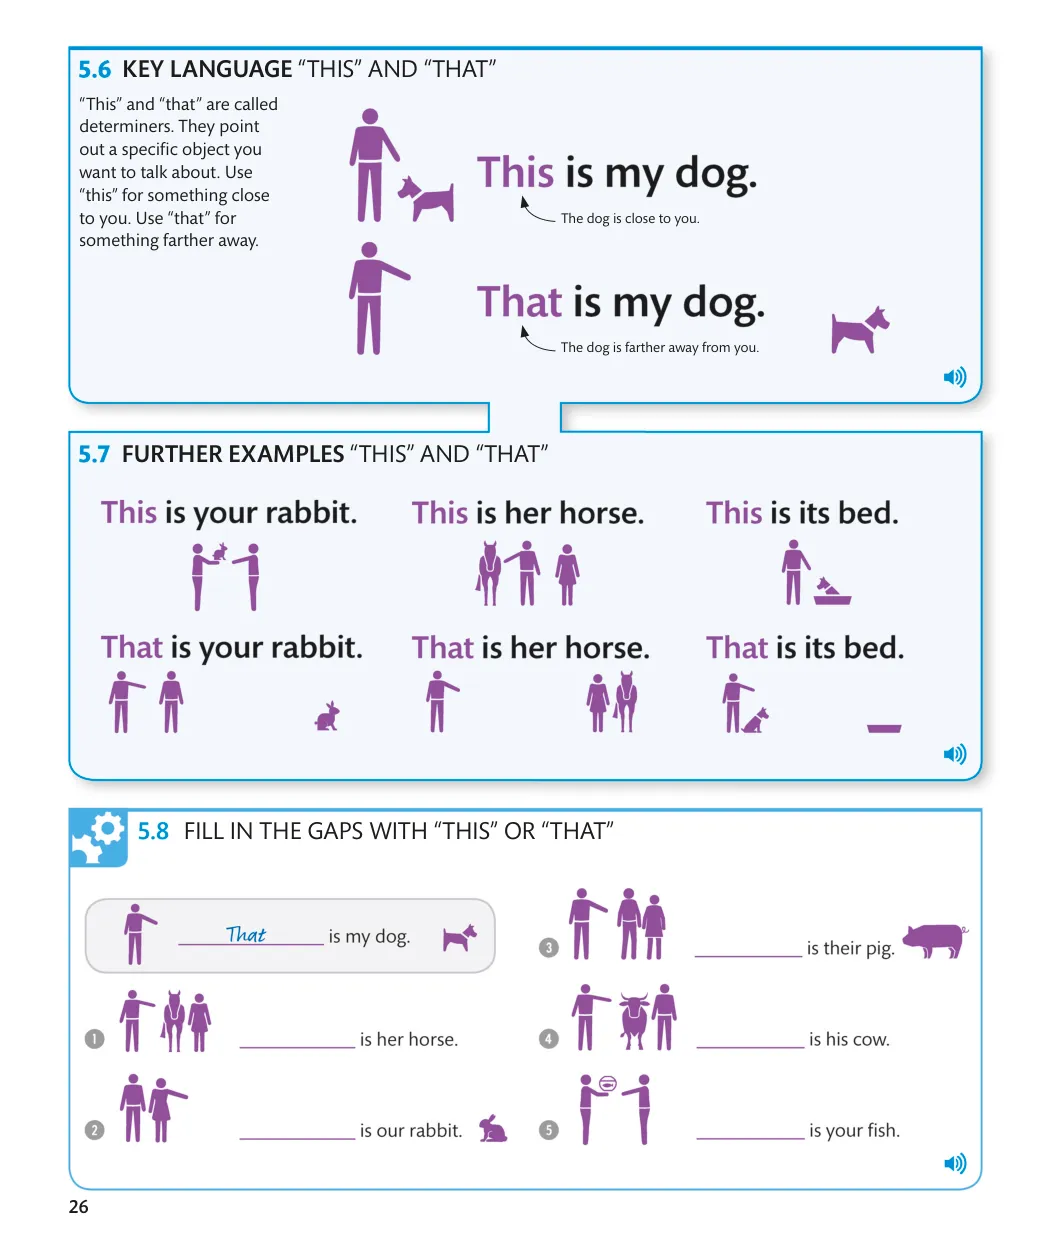 5.6 KEY LANGUAGE “THIS” AND “THAT”
“This” and “that” are called
determiners. They point
out a specific object you
want to talk about. Use
“this” for something close
to you. Use “that” for
something farther away.
This is my dog.
The dog is close to you.
That is my dog.
The dog is farther away from you.
5.7 FURTHER EXAMPLES “THIS” AND “THAT”
This is your rabbit.
This is her horse.
This is its bed.
That is your rabbit.
That is her horse.
That is its bed.
5.8 FILL IN THE GAPS WITH “THIS” OR “THAT”
That is my dog.
1 ___________ is her horse.
2 ___________ is our rabbit.
3 ___________ is their pig.
4 ___________ is his cow.
5 ___________ is your fish.
26